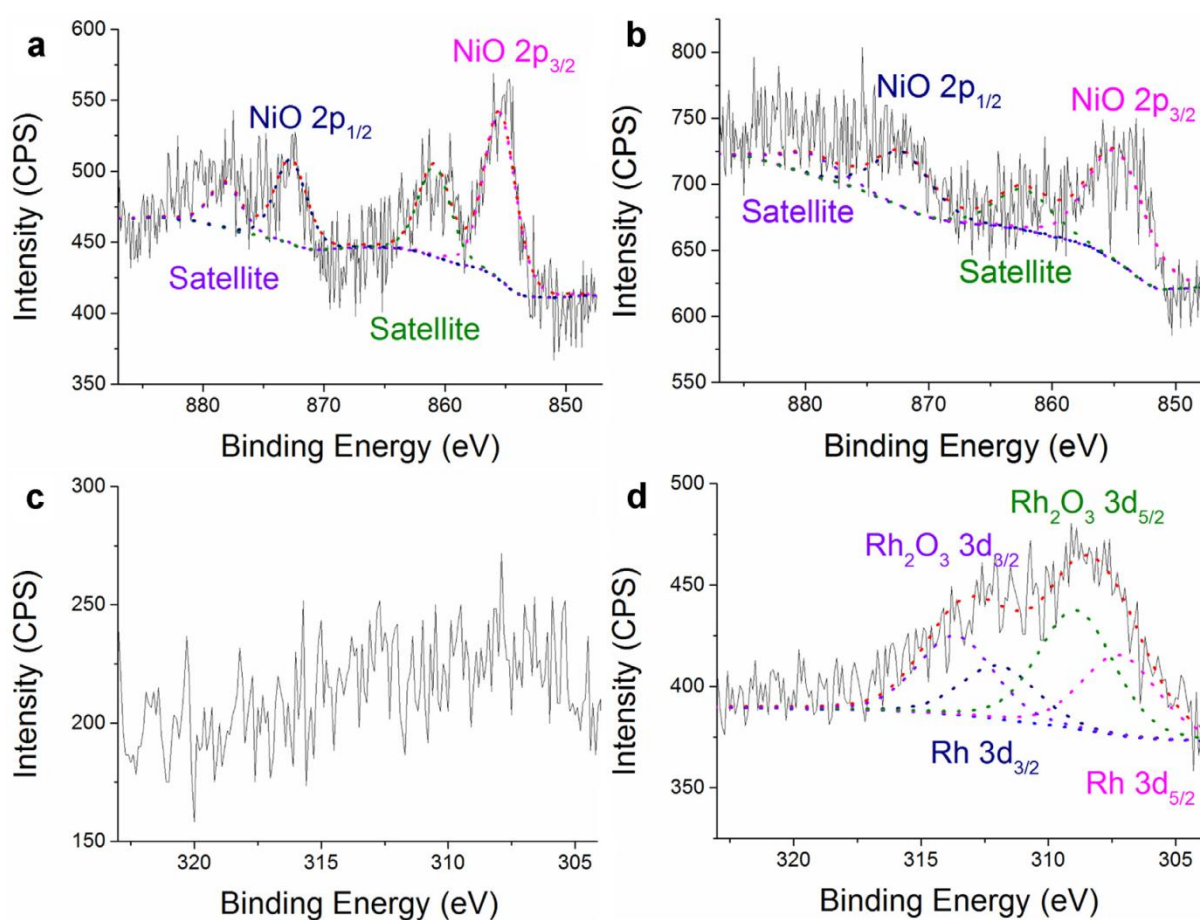 a
600
550
500
450
400
350
Intensity (CPS)
NiO 2p1/2
NiO 2p3/2
Satellite
Satellite
880
870
860
850
Binding Energy (eV)
b
800
750
700
650
600
550
Intensity (CPS)
NiO 2p1/2
NiO 2p3/2
Satellite
Satellite
880
870
860
850
Binding Energy (eV)
c
300
250
200
150
Intensity (CPS)
320
315
310
305
Binding Energy (eV)
d
500
450
400
350
Intensity (CPS)
Rh2O3 3d5/2
Rh2O3 3d3/2
Rh 3d3/2
Rh 3d5/2
320
315
310
305
Binding Energy (eV)